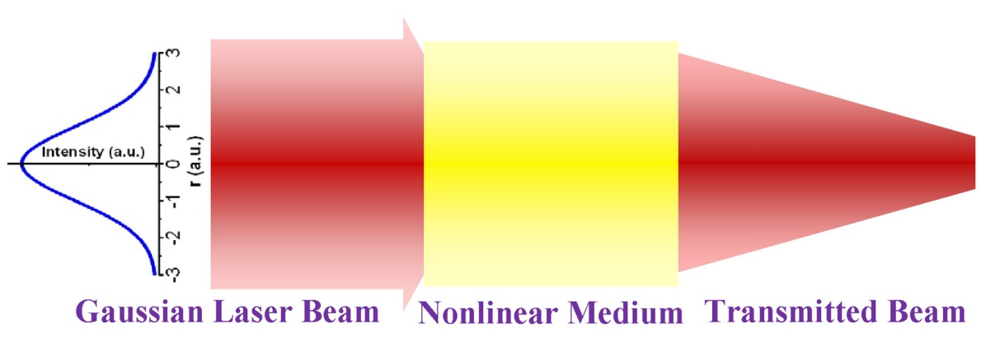 3
2
1
Intensity (a.u.)
0
r (a.u.)
-1
-2
-3
Gaussian Laser Beam
Nonlinear Medium
Transmitted Beam